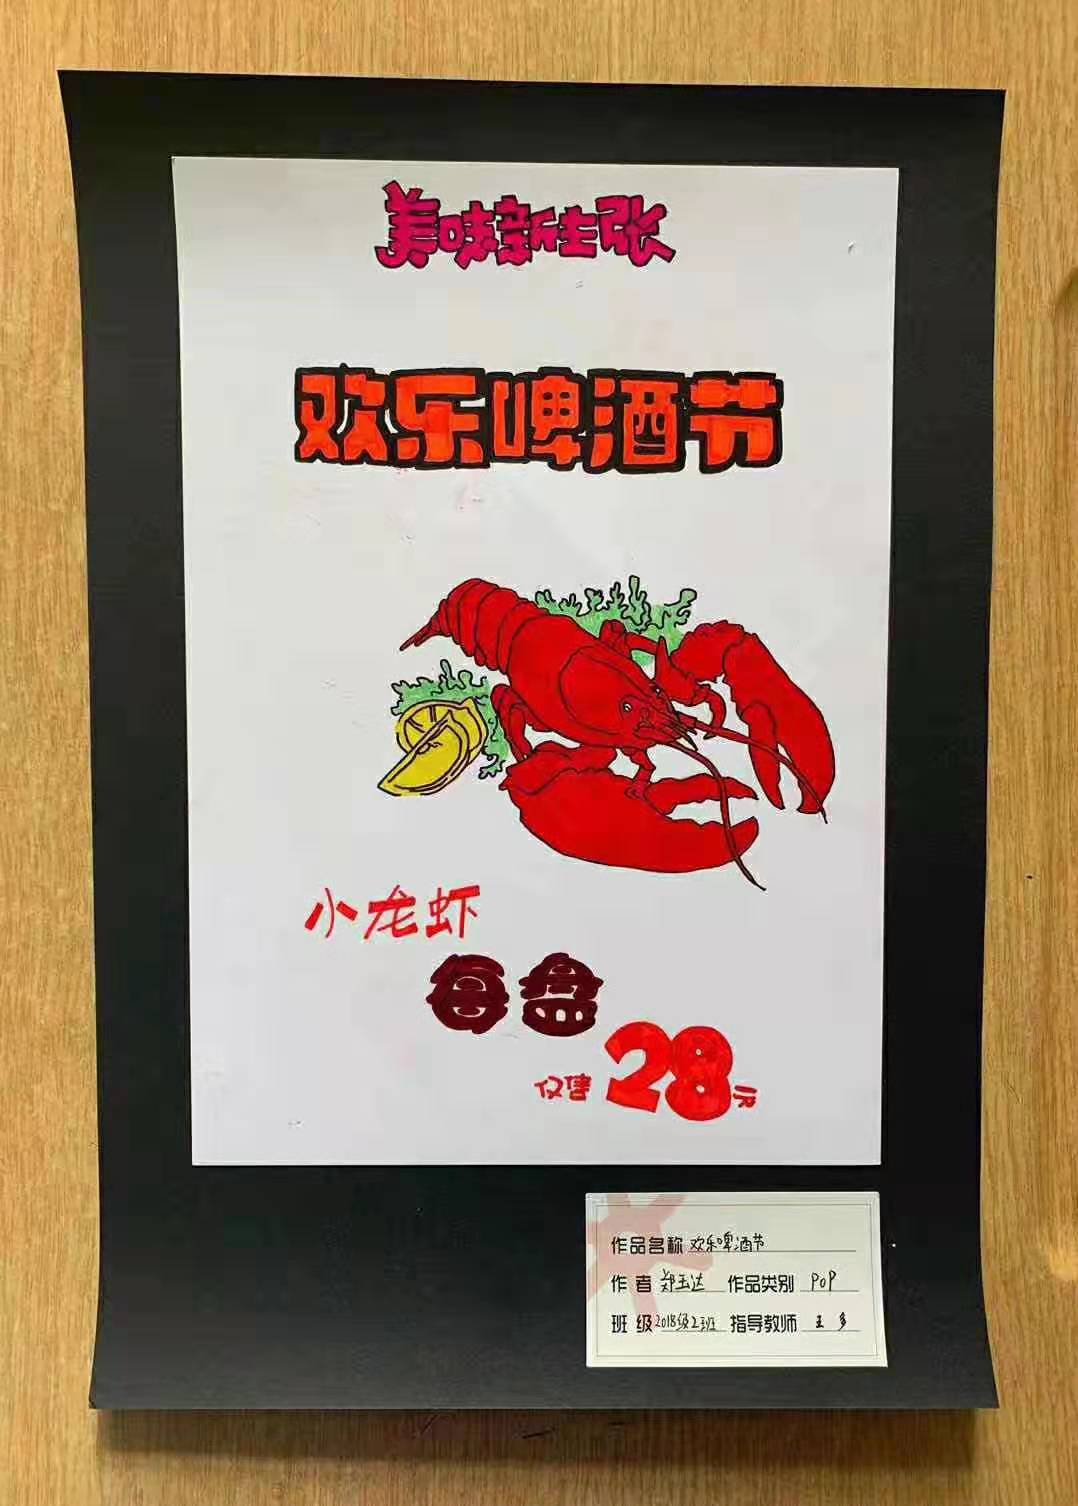 美味新主张
欢乐啤酒节
小龙虾
每盘
仅售28元
作品名称 欢乐啤酒节
作者 郑玉达 作品类别 POP
班级 2018级2班 指导教师 王多